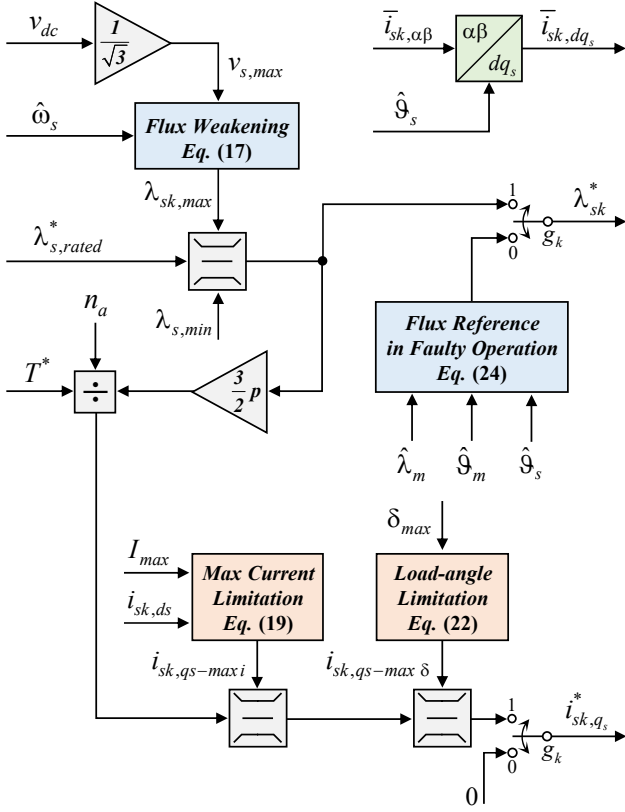 v_dc
1/√3
v_s,max
ω̂_s
Flux Weakening
Eq. (17)
λ_sk,max
λ*_s,rated
λ_s,min
n_a
T*
÷
3/2 p
i̅_sk,αβ
αβ
dq_s
i̅_sk,dq_s
ϑ̂_s
1
0
g_k
λ*_sk
Flux Reference
in Faulty Operation
Eq. (24)
λ̂_m
ϑ̂_m
ϑ̂_s
δ_max
I_max
i_sk,ds
Max Current
Limitation
Eq. (19)
Load-angle
Limitation
Eq. (22)
i_sk,qs−max i
i_sk,qs−max δ
1
0
g_k
i*_sk,q_s
0